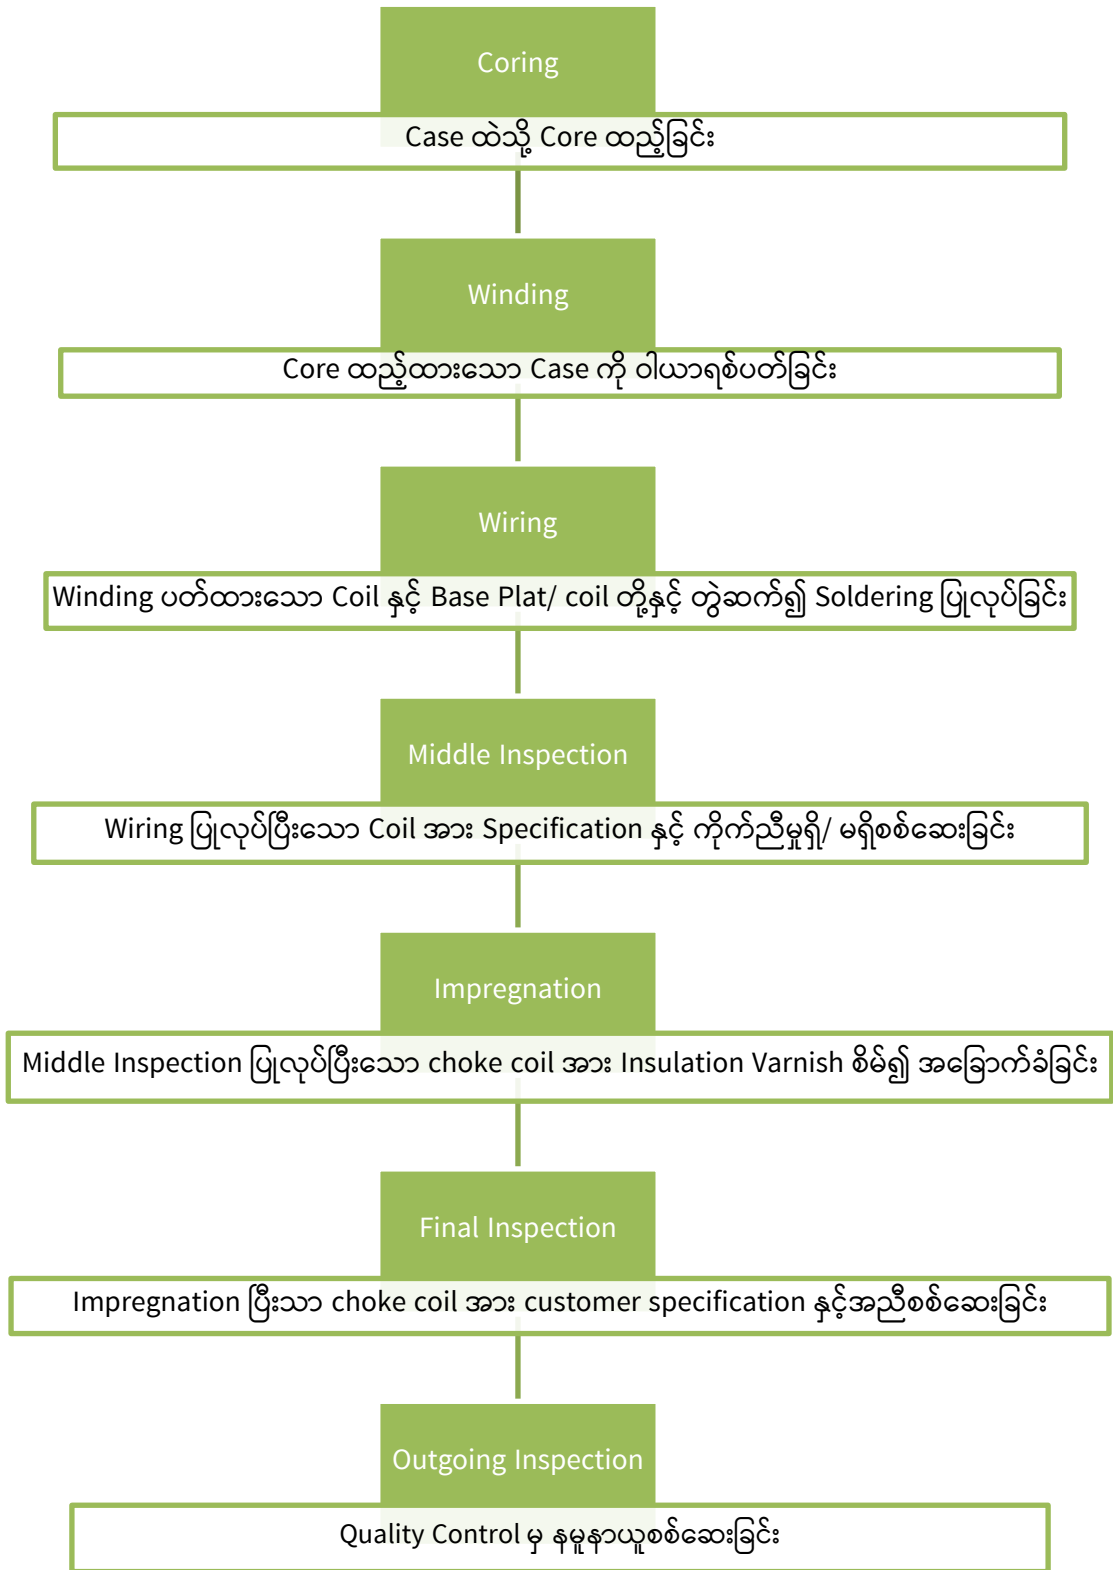 Coring
Case ထဲသို့ Core ထည့်ခြင်း
Winding
Core ထည့်ထားသော Case ကို ဝါယာရစ်ပတ်ခြင်း
Wiring
Winding ပတ်ထားသော Coil နှင့် Base Plat/ coil တို့နှင့် တွဲဆက်၍ Soldering ပြုလုပ်ခြင်း
Middle Inspection
Wiring ပြုလုပ်ပြီးသော Coil အား Specification နှင့် ကိုက်ညီမှုရှိ/ မရှိစစ်ဆေးခြင်း
Impregnation
Middle Inspection ပြုလုပ်ပြီးသော choke coil အား Insulation Varnish စိမ်၍ အခြောက်ခံခြင်း
Final Inspection
Impregnation ပြီးသာ choke coil အား customer specification နှင့်အညီစစ်ဆေးခြင်း
Outgoing Inspection
Quality Control မှ နမူနာယူစစ်ဆေးခြင်း